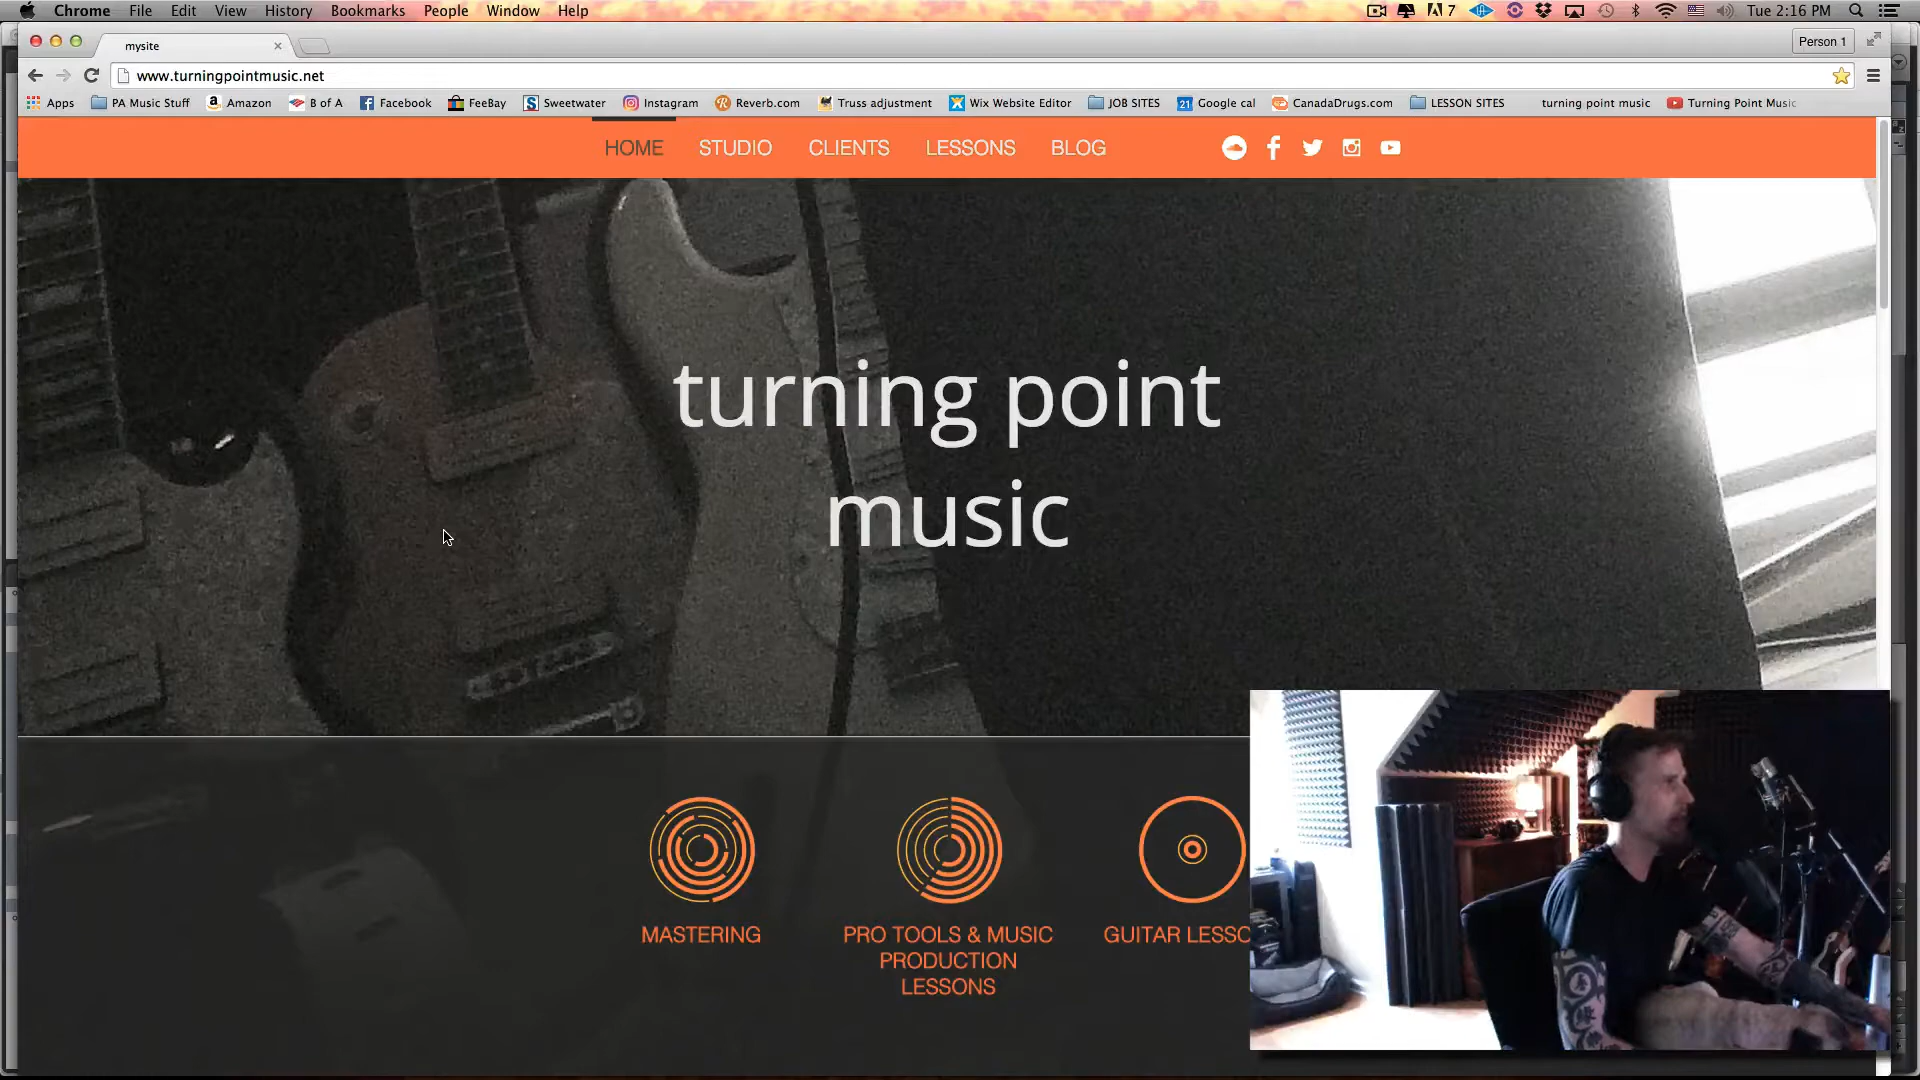 Chrome File Edit View History Bookmarks People Window Help 7 Tue 2:16 PM
mysite Person 1
www.turningpointmusic.net
Apps PA Music Stuff Amazon B of A Facebook FeeBay Sweetwater Instagram Reverb.com Truss adjustment Wix Website Editor JOB SITES 21 Google cal CanadaDrugs.com LESSON SITES turning point music Turning Point Music
HOME STUDIO CLIENTS LESSONS BLOG
turning point
music
MASTERING PRO TOOLS & MUSIC GUITAR LESSO
PRODUCTION
LESSONS